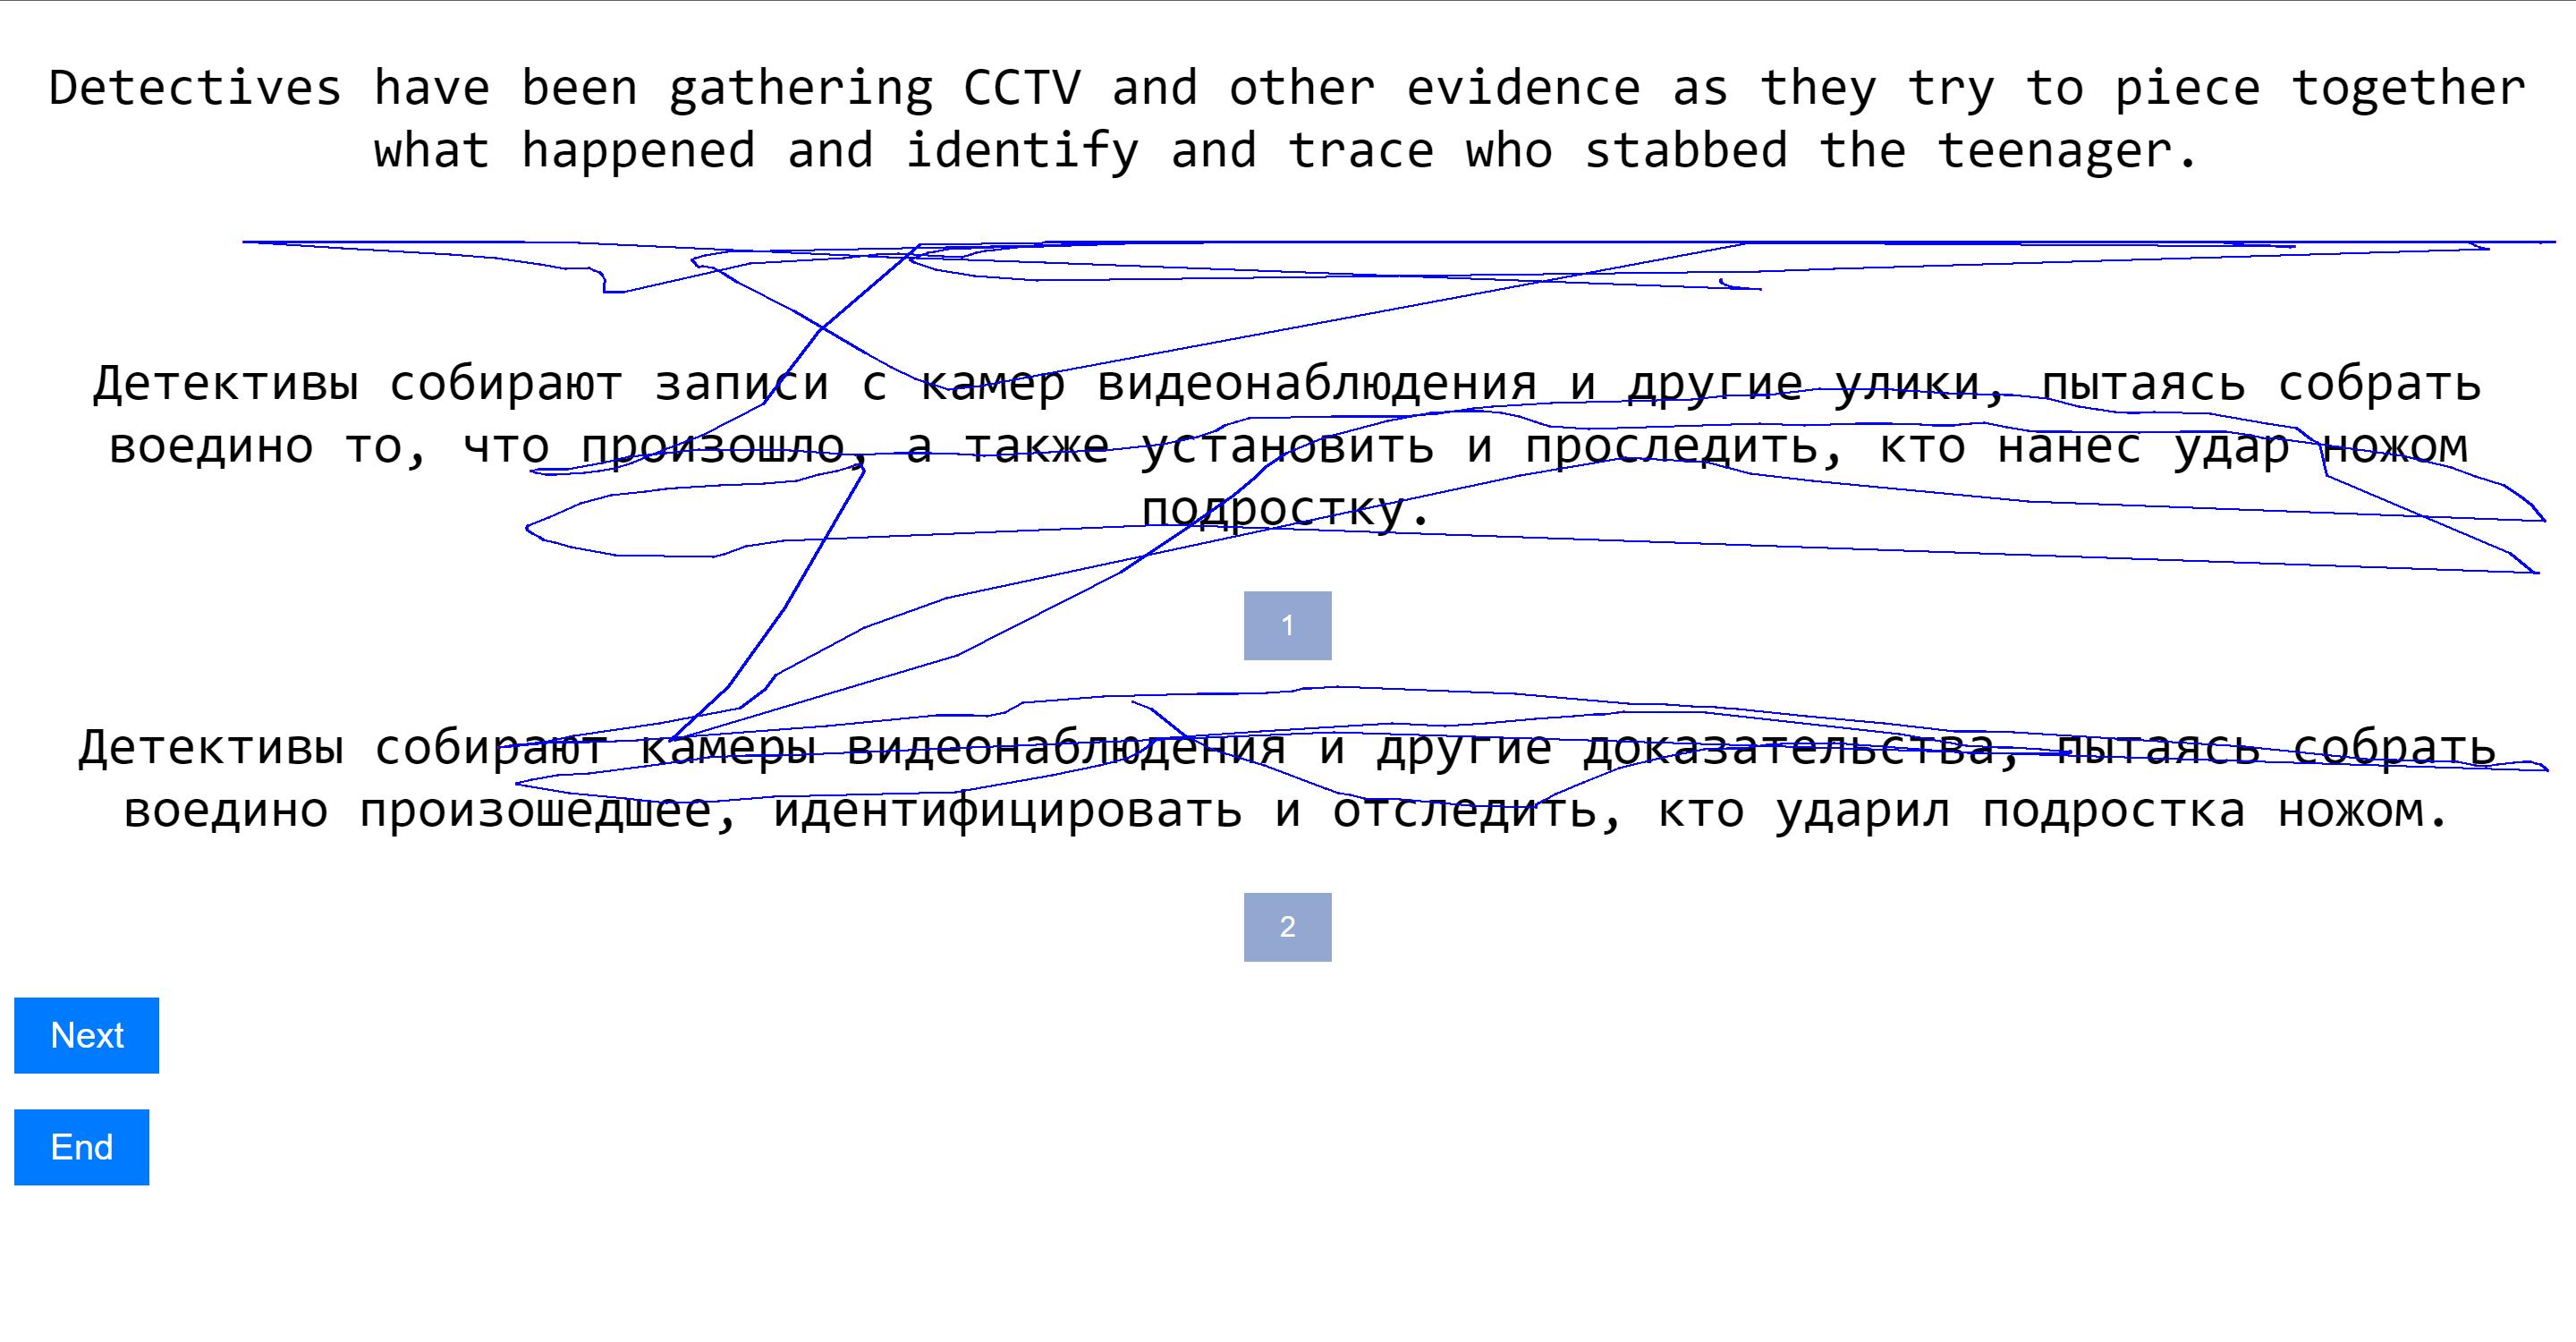 Detectives have been gathering CCTV and other evidence as they try to piece together
what happened and identify and trace who stabbed the teenager.
Детективы собирают записи с камер видеонаблюдения и другие улики, пытаясь собрать
воедино то, что произошло, а также установить и проследить, кто нанес удар ножом
подростку.
1
Детективы собирают камеры видеонаблюдения и другие доказательства, пытаясь собрать
воедино произошедшее, идентифицировать и отследить, кто ударил подростка ножом.
2
Next
End